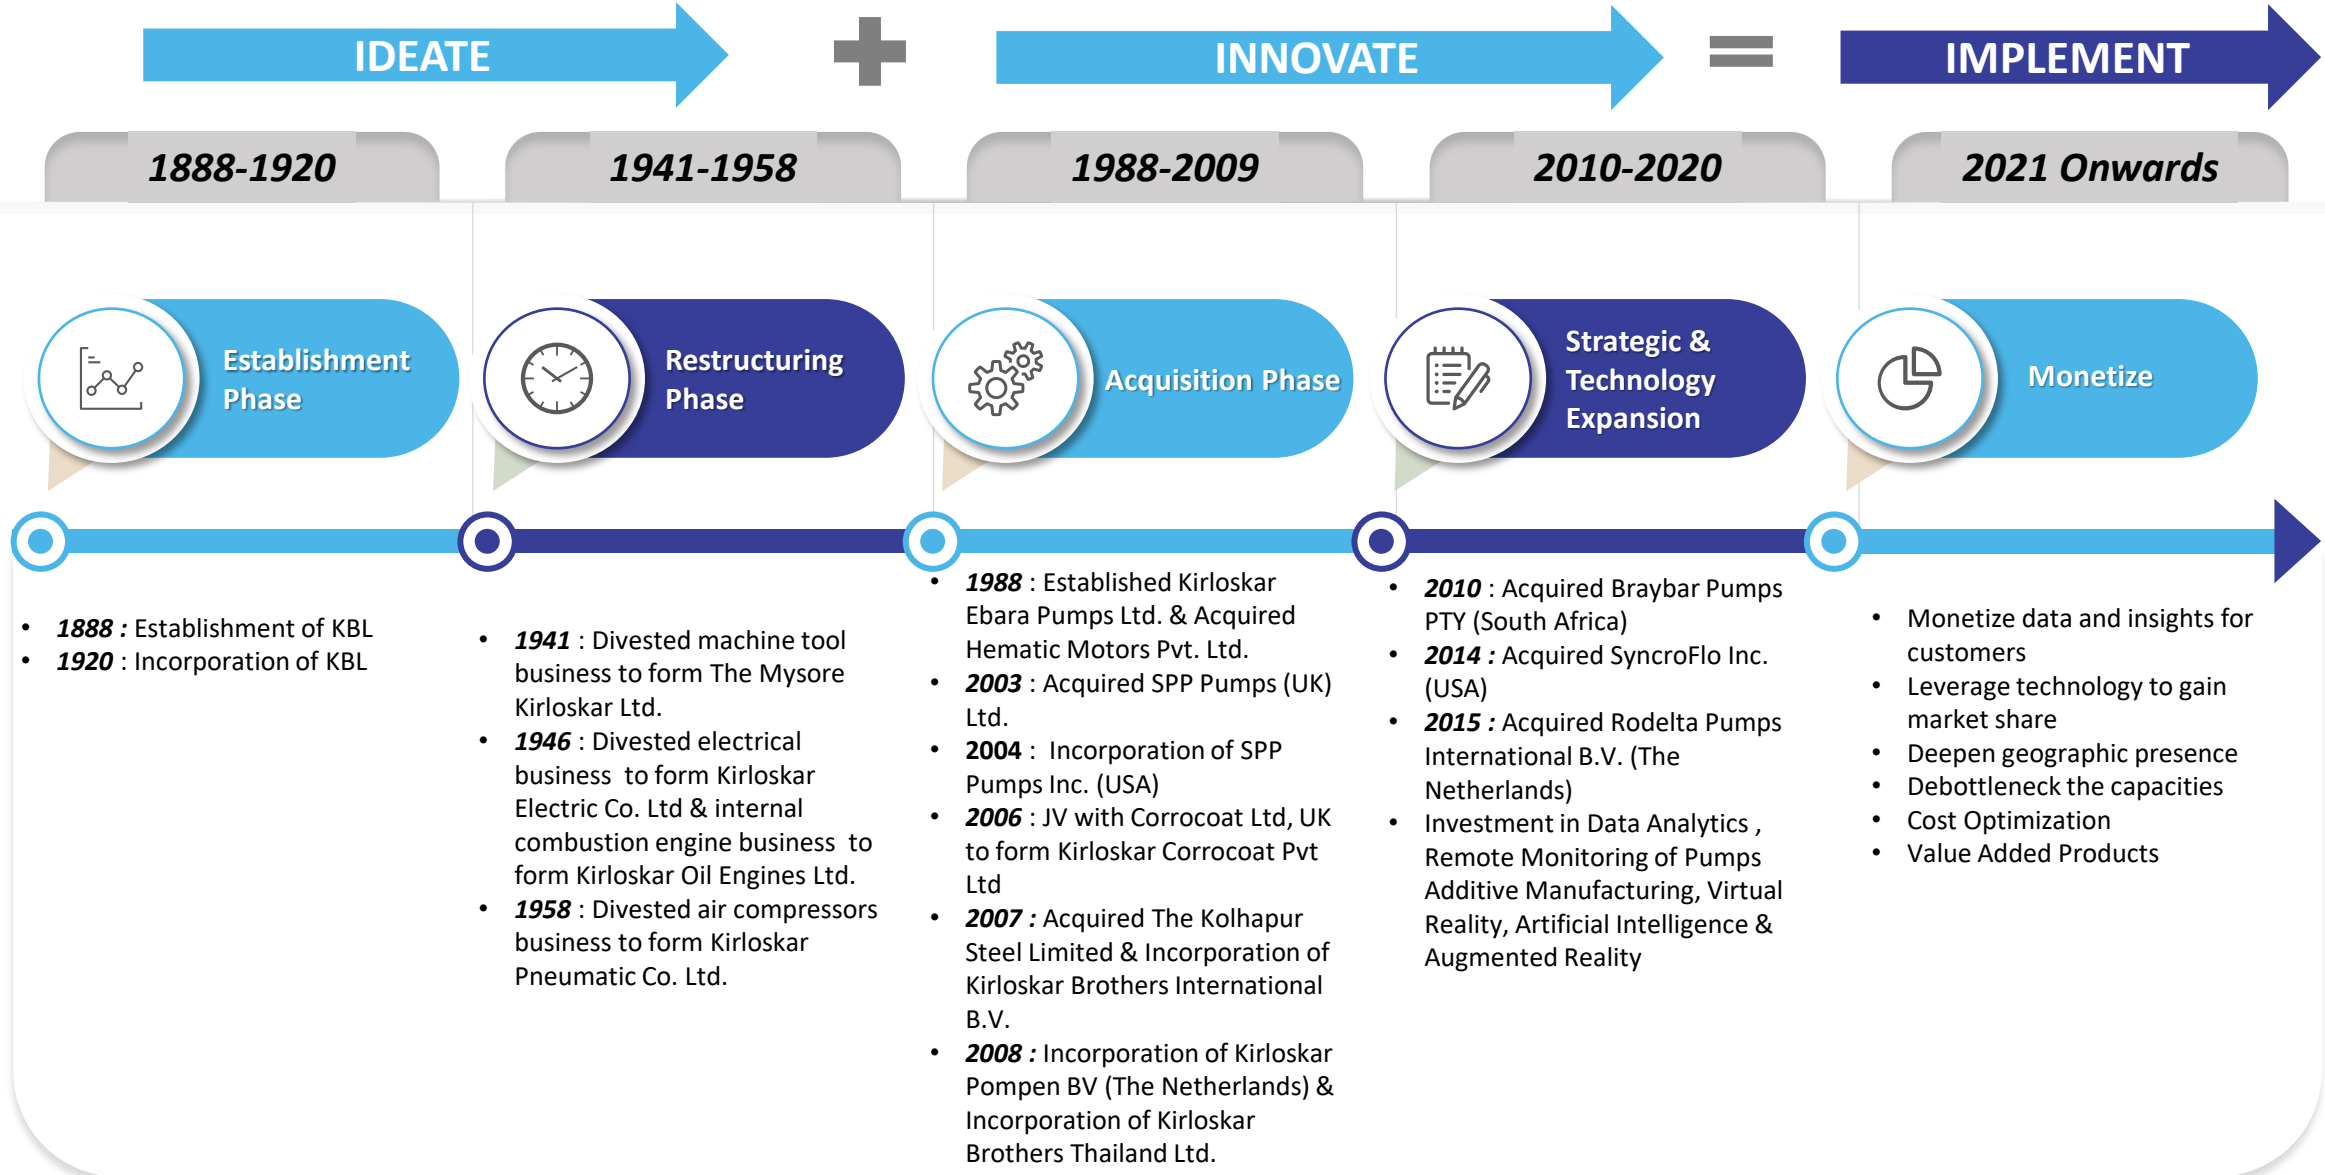 IDEATE
INNOVATE
IMPLEMENT
1888-1920
1941-1958
1988-2009
2010-2020
2021 Onwards
Establishment
Phase
Restructuring
Phase
Acquisition Phase
Strategic &
Technology
Expansion
Monetize
• 1888 : Establishment of KBL
• 1920 : Incorporation of KBL
• 1941 : Divested machine tool
business to form The Mysore
Kirloskar Ltd.
• 1946 : Divested electrical
business to form Kirloskar
Electric Co. Ltd & internal
combustion engine business to
form Kirloskar Oil Engines Ltd.
• 1958 : Divested air compressors
business to form Kirloskar
Pneumatic Co. Ltd.
• 1988 : Established Kirloskar
Ebara Pumps Ltd. & Acquired
Hematic Motors Pvt. Ltd.
• 2003 : Acquired SPP Pumps (UK)
Ltd.
• 2004 : Incorporation of SPP
Pumps Inc. (USA)
• 2006 : JV with Corrocoat Ltd, UK
to form Kirloskar Corrocoat Pvt
Ltd
• 2007 : Acquired The Kolhapur
Steel Limited & Incorporation of
Kirloskar Brothers International
B.V.
• 2008 : Incorporation of Kirloskar
Pompen BV (The Netherlands) &
Incorporation of Kirloskar
Brothers Thailand Ltd.
• 2010 : Acquired Braybar Pumps
PTY (South Africa)
• 2014 : Acquired SyncroFlo Inc.
(USA)
• 2015 : Acquired Rodelta Pumps
International B.V. (The
Netherlands)
• Investment in Data Analytics ,
Remote Monitoring of Pumps
Additive Manufacturing, Virtual
Reality, Artificial Intelligence &
Augmented Reality
• Monetize data and insights for
customers
• Leverage technology to gain
market share
• Deepen geographic presence
• Debottleneck the capacities
• Cost Optimization
• Value Added Products